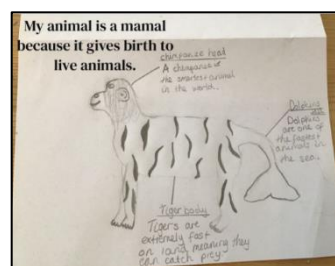 My animal is a mamal
because it gives birth to
live animals.
chimpanzee head
A chimpanzee is
the smartest animal
in the world.
Dolphin
Dolphins
are one of
the fastest
animals in
the sea.
Tiger body
Tigers are
extremely fast
on land meaning they
can catch prey.